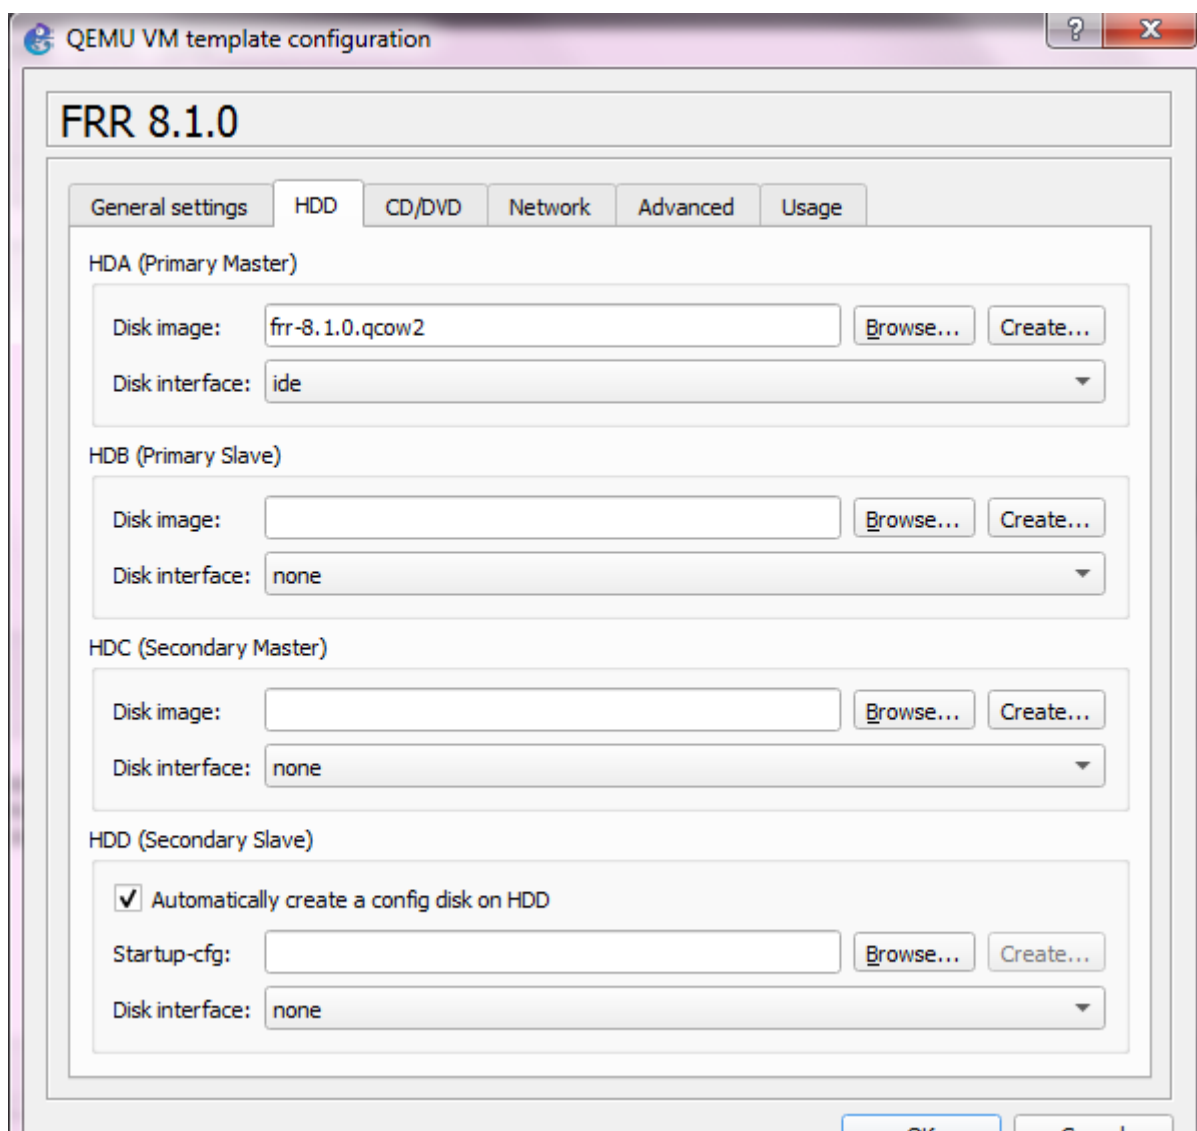 QEMU VM template configuration
FRR 8.1.0
General settings HDD CD/DVD Network Advanced Usage
HDA (Primary Master)
Disk image: frr-8.1.0.qcow2 Browse... Create...
Disk interface: ide
HDB (Primary Slave)
Disk image: Browse... Create...
Disk interface: none
HDC (Secondary Master)
Disk image: Browse... Create...
Disk interface: none
HDD (Secondary Slave)
Automatically create a config disk on HDD
Startup-cfg: Browse... Create...
Disk interface: none